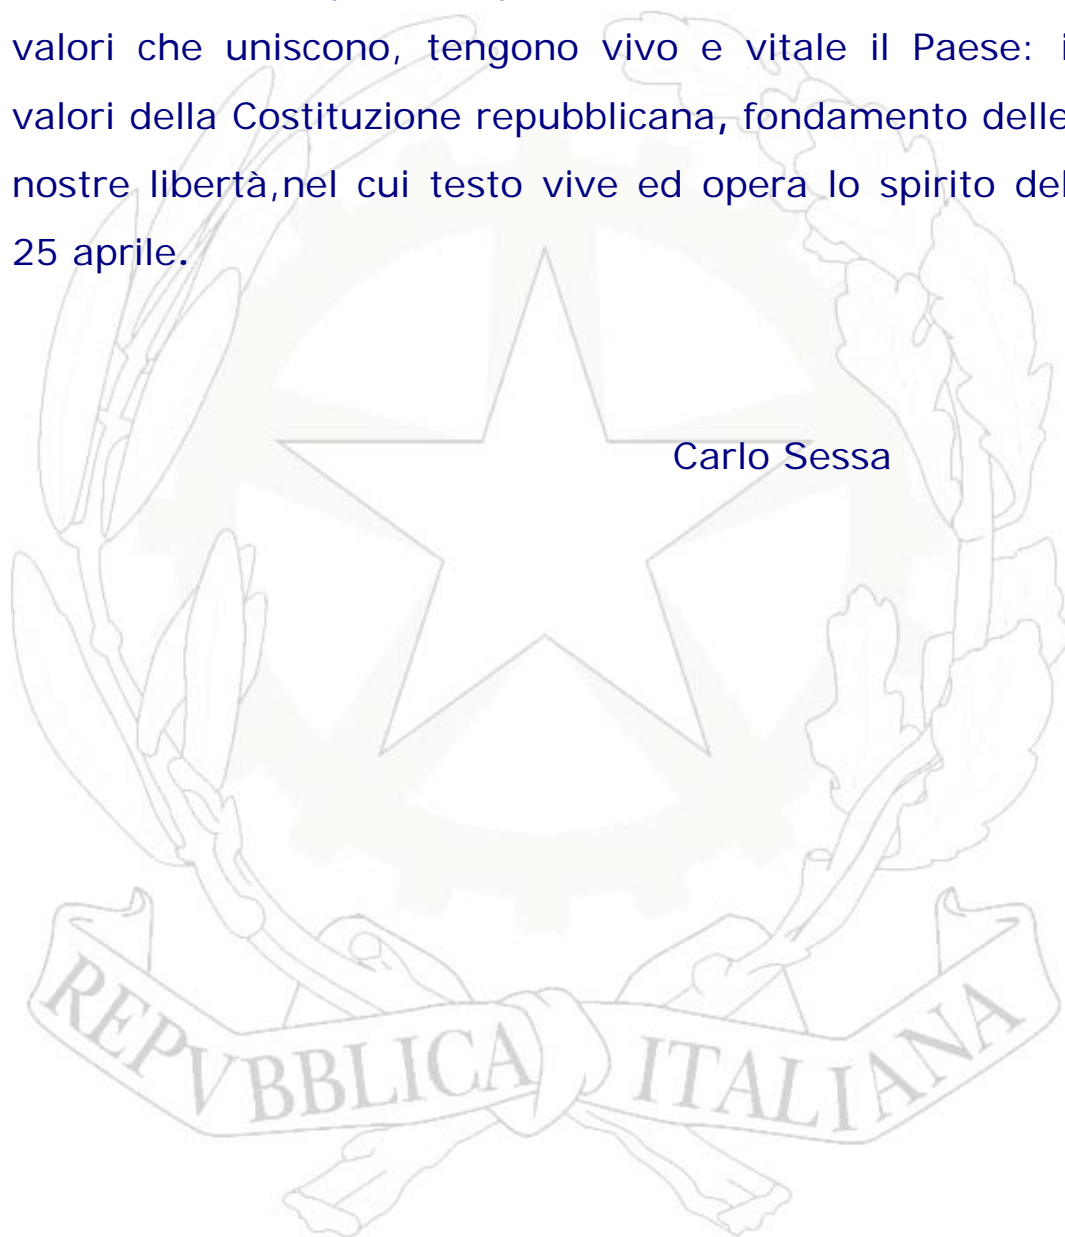 valori che uniscono, tengono vivo e vitale il Paese: i
valori della Costituzione repubblicana, fondamento delle
nostre libertà,nel cui testo vive ed opera lo spirito del
25 aprile.
Carlo Sessa
REPVBBLICA ITALIANA